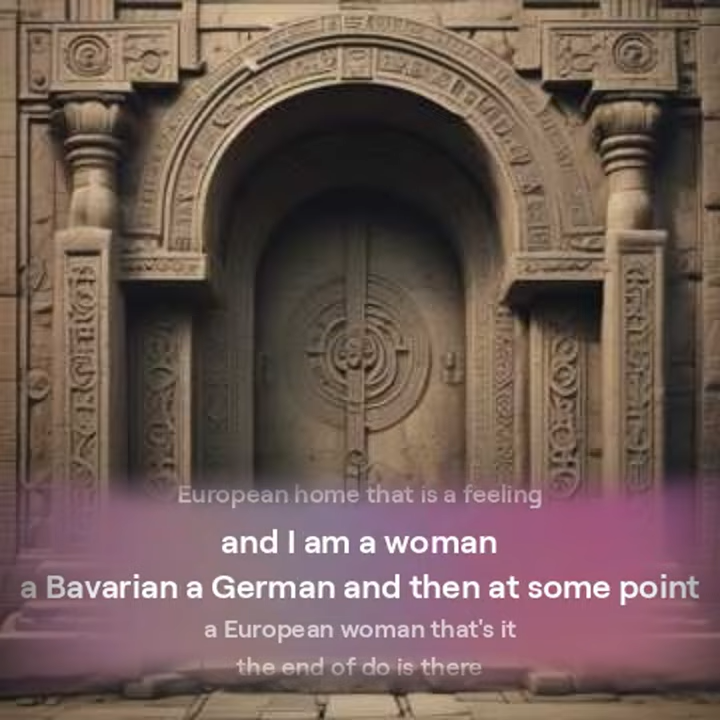 European home that is a feeling
and I am a woman
a Bavarian a German and then at some point
a European woman that's it
the end of do is there